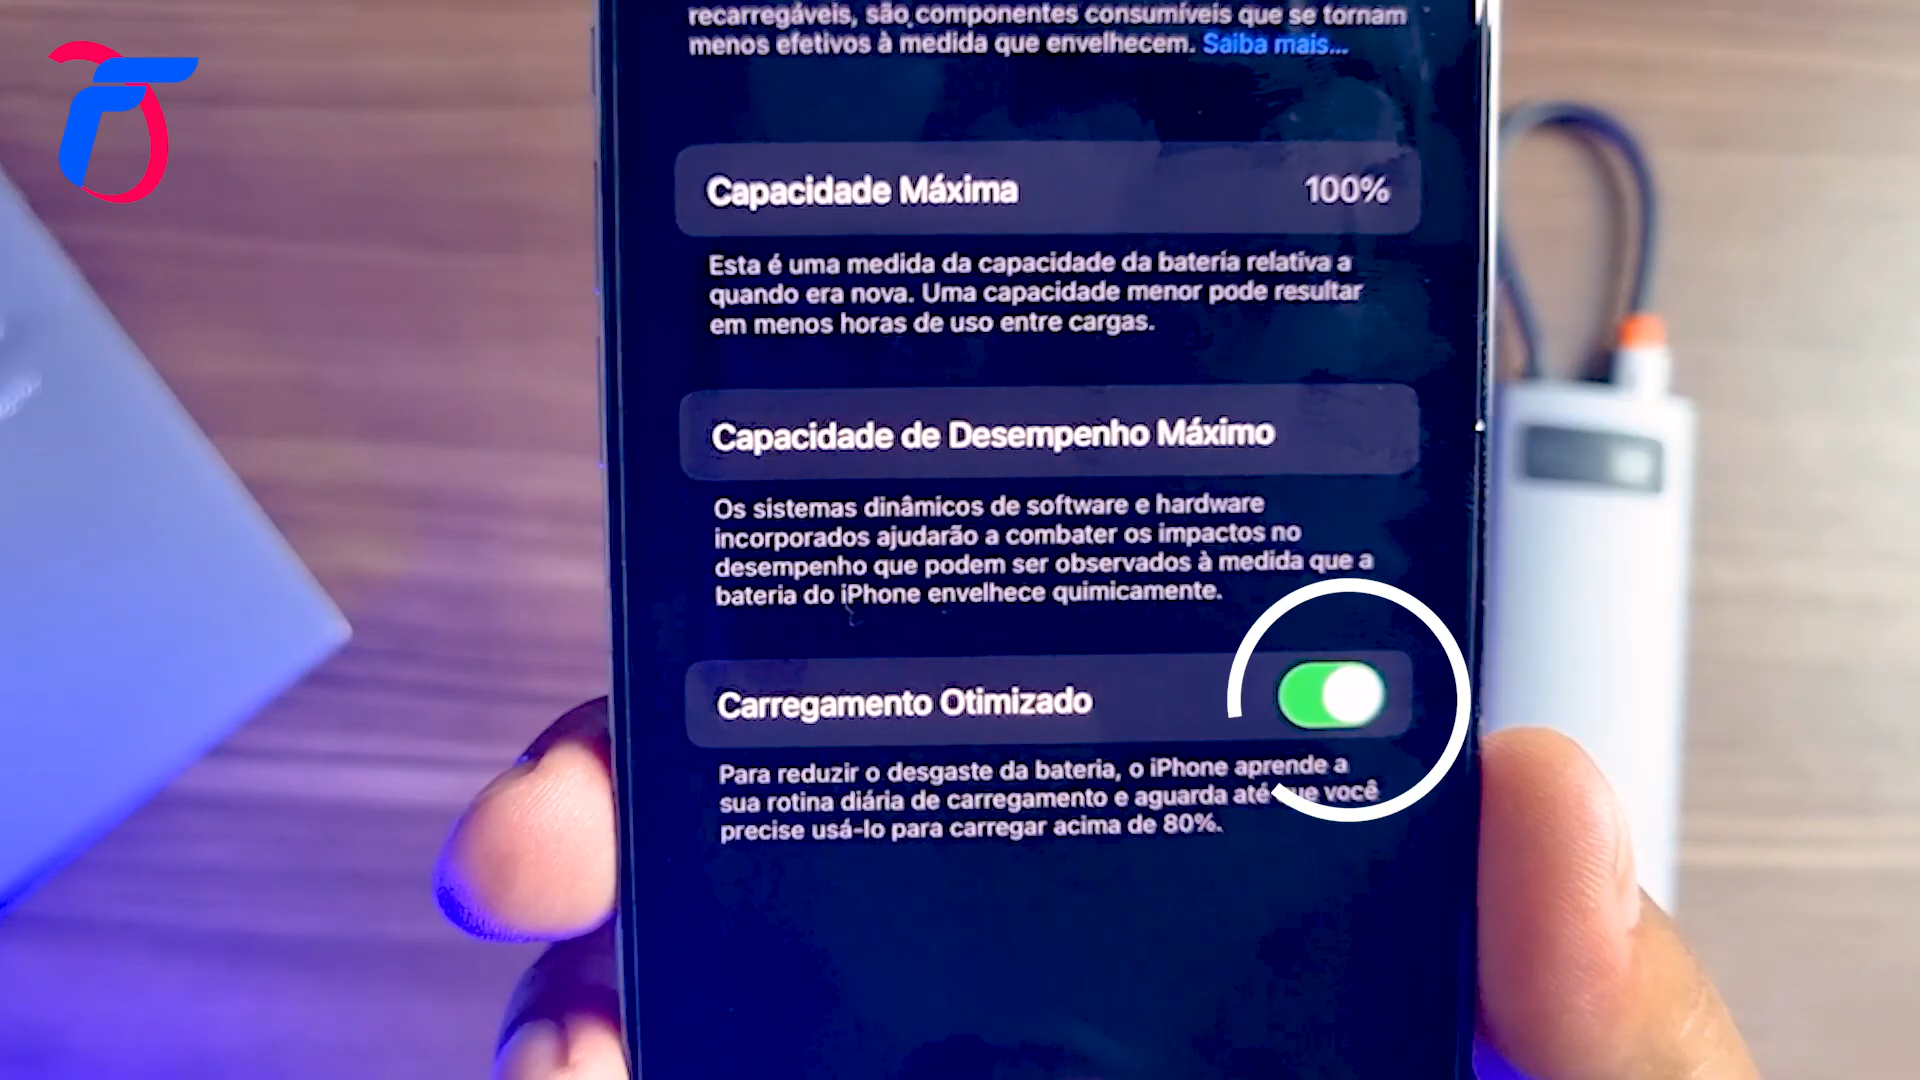 recarregáveis, são componentes consumíveis que se tornam
menos efetivos à medida que envelhecem. Saiba mais...
Capacidade Máxima 100%
Esta é uma medida da capacidade da bateria relativa a
quando era nova. Uma capacidade menor pode resultar
em menos horas de uso entre cargas.
Capacidade de Desempenho Máximo
Os sistemas dinâmicos de software e hardware
incorporados ajudarão a combater os impactos no
desempenho que podem ser observados à medida que a
bateria do iPhone envelhece quimicamente.
Carregamento Otimizado
Para reduzir o desgaste da bateria, o iPhone aprende a
sua rotina diária de carregamento e aguarda até que você
precise usá-lo para carregar acima de 80%.